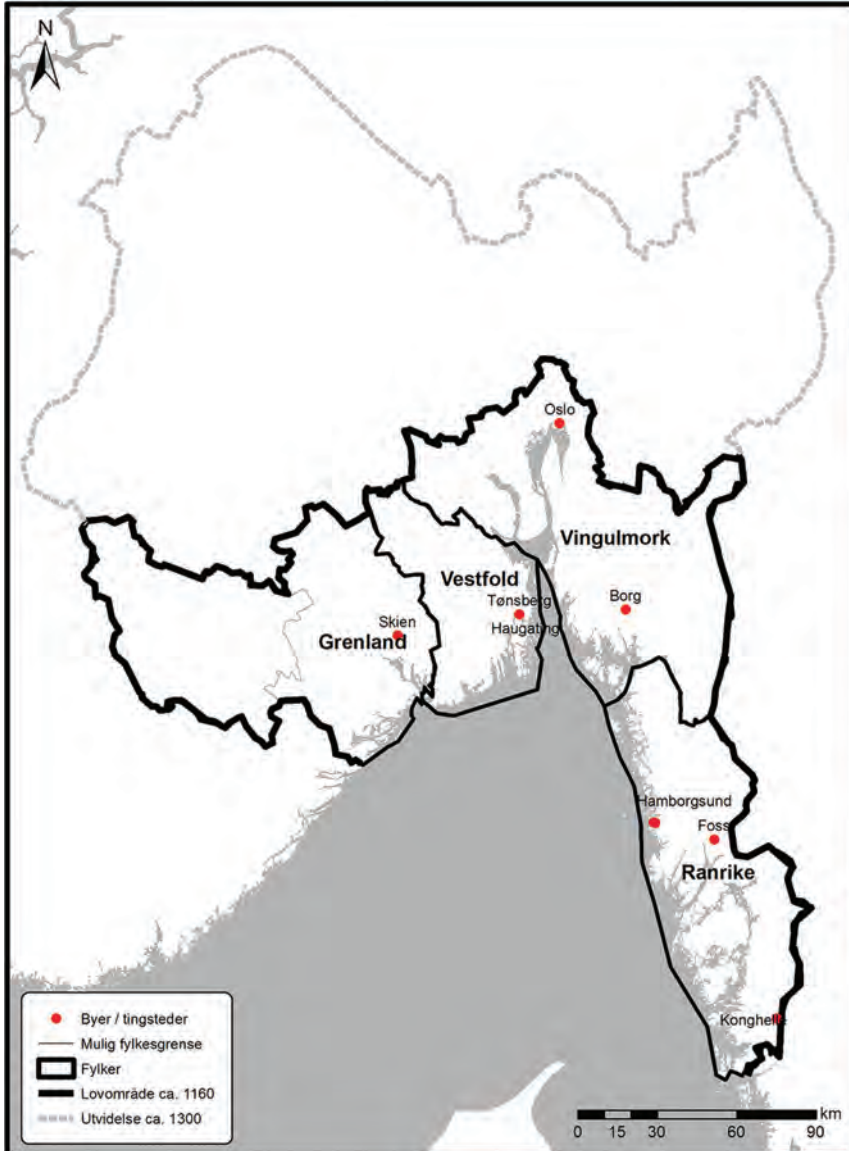 N
Oslo
Vingulmork
Vestfold
Tønsberg
Borg
Haugating
Skien
Grenland
Hamborgsund
Foss
Ranrike
Konghelle
Byer / tingsteder
Mulig fylkesgrense
Fylker
Lovområde ca. 1160
Utvidelse ca. 1300
km
0 15 30 60 90